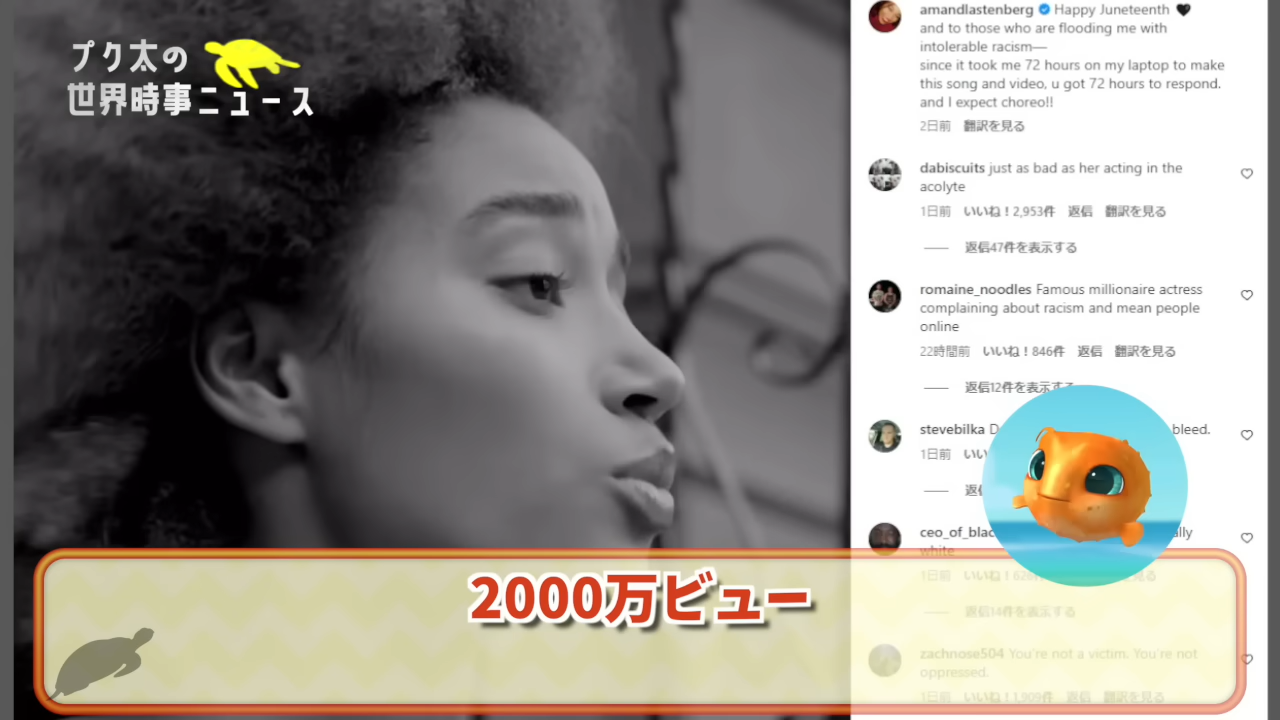 プク太の
世界時事ニュース
amandlastenberg Happy Juneteenth 🖤
and to those who are flooding me with
intolerable racism—
since it took me 72 hours on my laptop to make
this song and video, u got 72 hours to respond.
and I expect choreo!!
2日前 翻訳を見る
dabiscuits just as bad as her acting in the
acolyte
1日前 いいね！2,953件 返信 翻訳を見る
返信47件を表示する
romaine_noodles Famous millionaire actress
complaining about racism and mean people
online
22時間前 いいね！846件 返信 翻訳を見る
返信12件を表示する
stevebilka bleed.
1日前
white
1日前
返信14件を表示する
zachnose504 You're not a victim. You're not
oppressed.
1日前 いいね！1,909件 返信 翻訳を見る
2000万ビュー